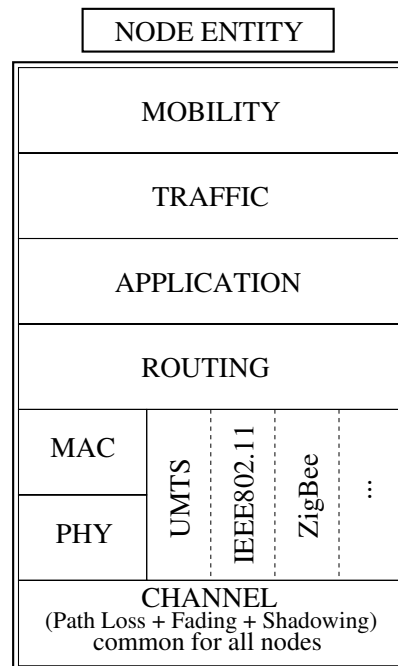 NODE ENTITY
MOBILITY
TRAFFIC
APPLICATION
ROUTING
MAC
PHY
UMTS
IEEE802.11
ZigBee
...
CHANNEL
(Path Loss + Fading + Shadowing)
common for all nodes